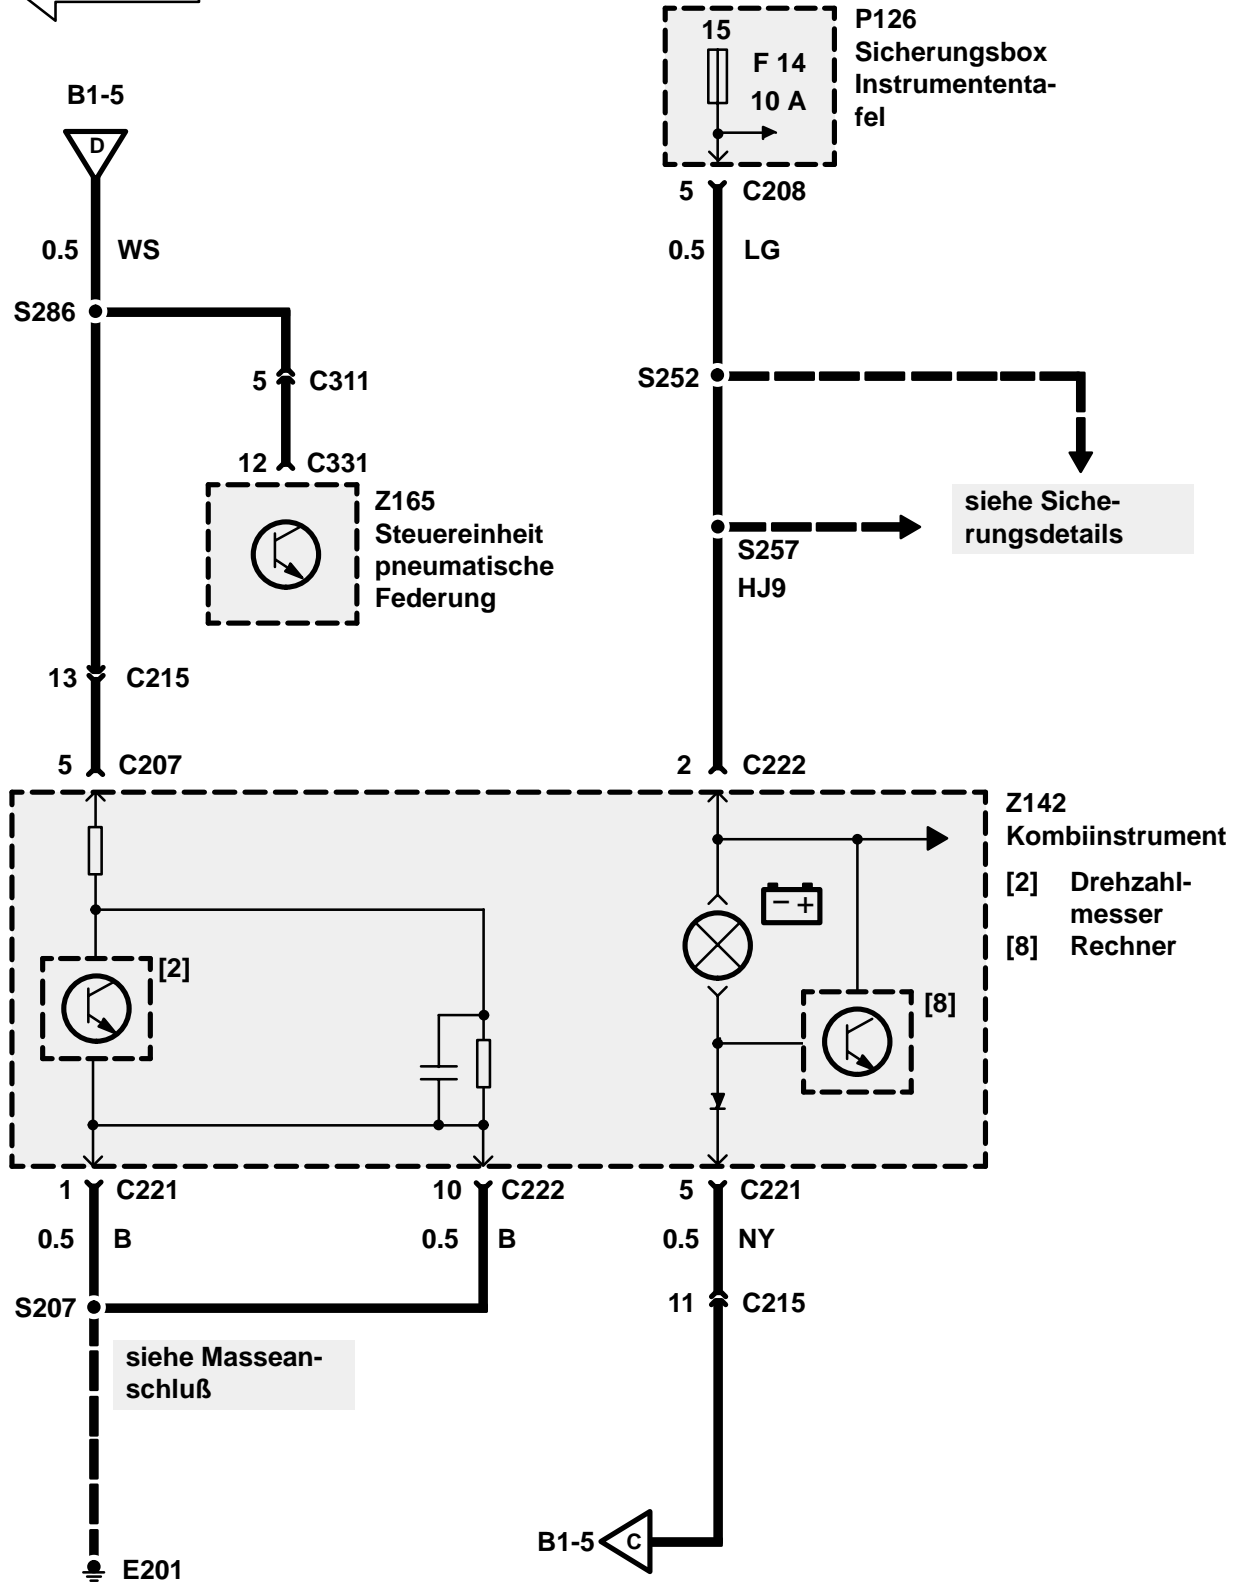 15
F 14
10 A
P126
Sicherungsbox
Instrumententa-
fel
B1-5
D
5 C208
0.5 WS
0.5 LG
S286
5 C311
S252
12 C331
Z165
Steuereinheit
pneumatische
Federung
siehe Siche-
rungsdetails
S257
HJ9
13 C215
5 C207
2 C222
Z142
Kombiinstrument
[2] Drehzahl-
messer
[8] Rechner
− +
[2]
[8]
1 C221
10 C222
5 C221
0.5 B
0.5 B
0.5 NY
S207
11 C215
siehe Massean-
schluß
B1-5
C
E201